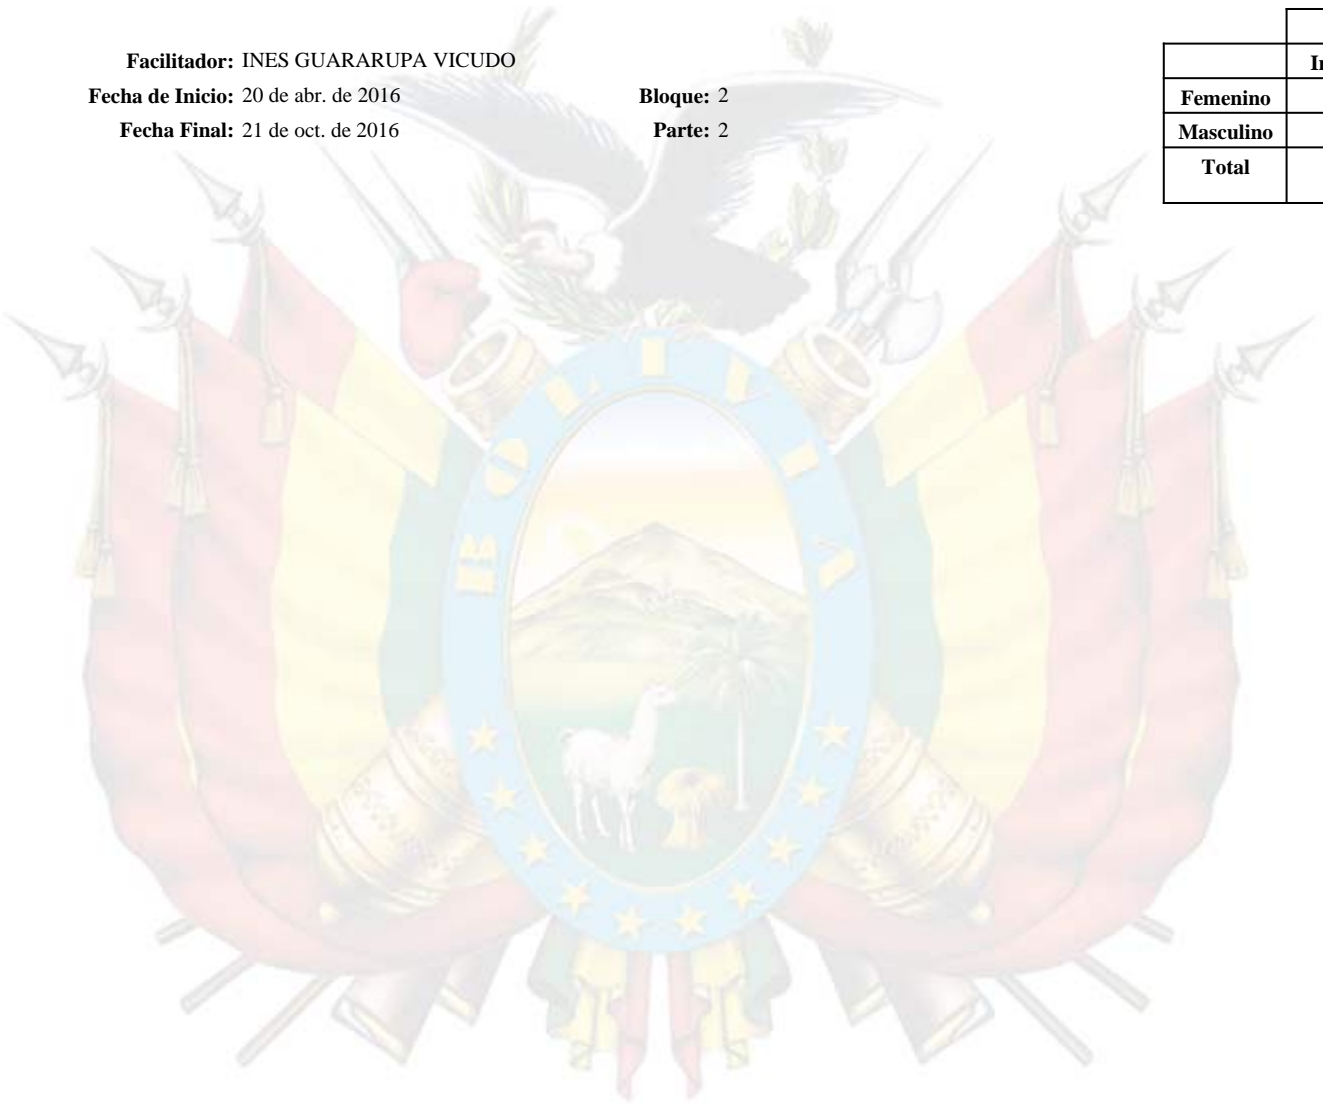 Facilitador: INES GUARARUPA VICUDO
Fecha de Inicio: 20 de abr. de 2016 Bloque: 2
Fecha Final: 21 de oct. de 2016 Parte: 2
Femenino
Masculino
Total
BOLIVIA